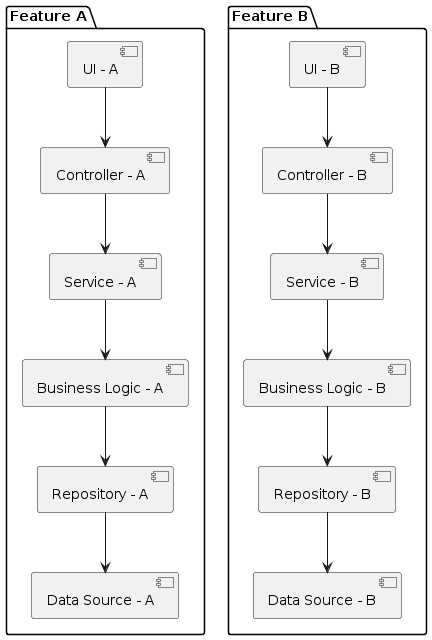 Feature A
UI - A
Controller - A
Service - A
Business Logic - A
Repository - A
Data Source - A
Feature B
UI - B
Controller - B
Service - B
Business Logic - B
Repository - B
Data Source - B